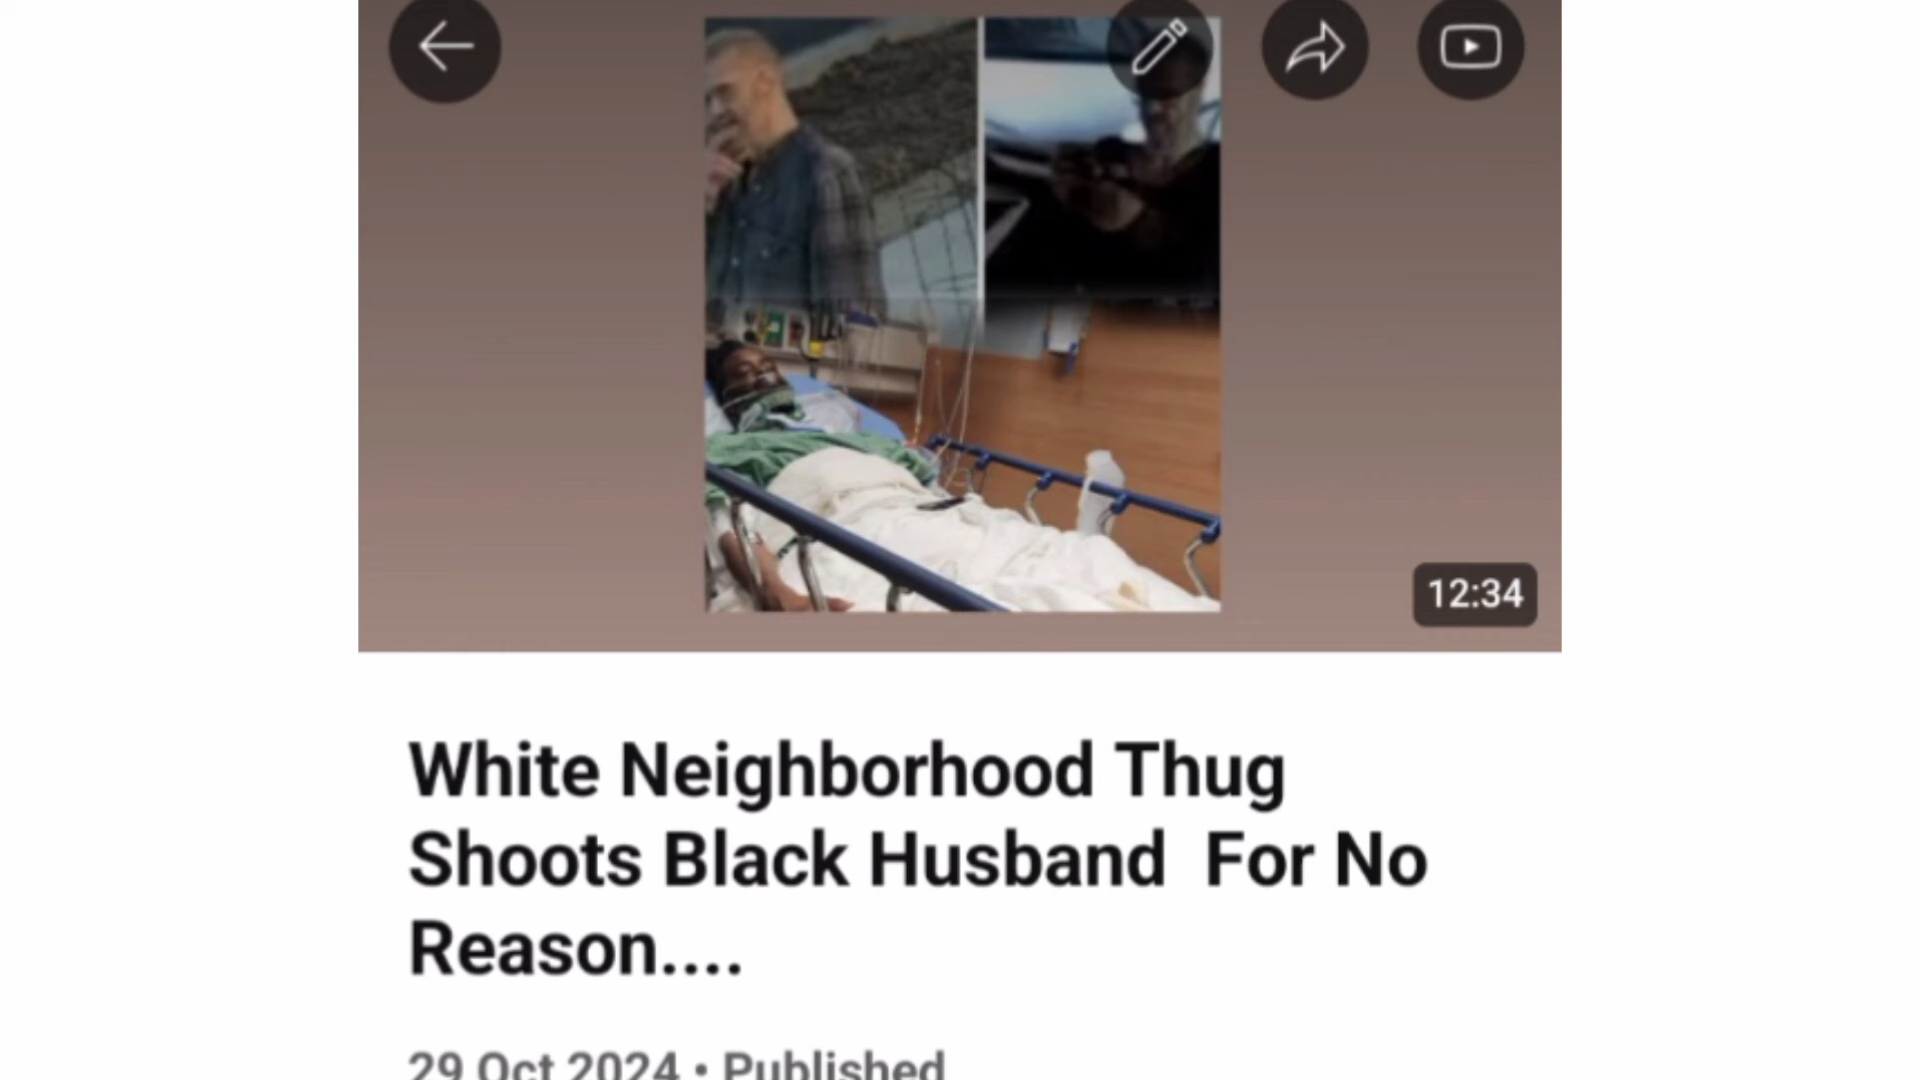 12:34
White Neighborhood Thug
Shoots Black Husband  For No
Reason....
29 Oct 2024 • Published